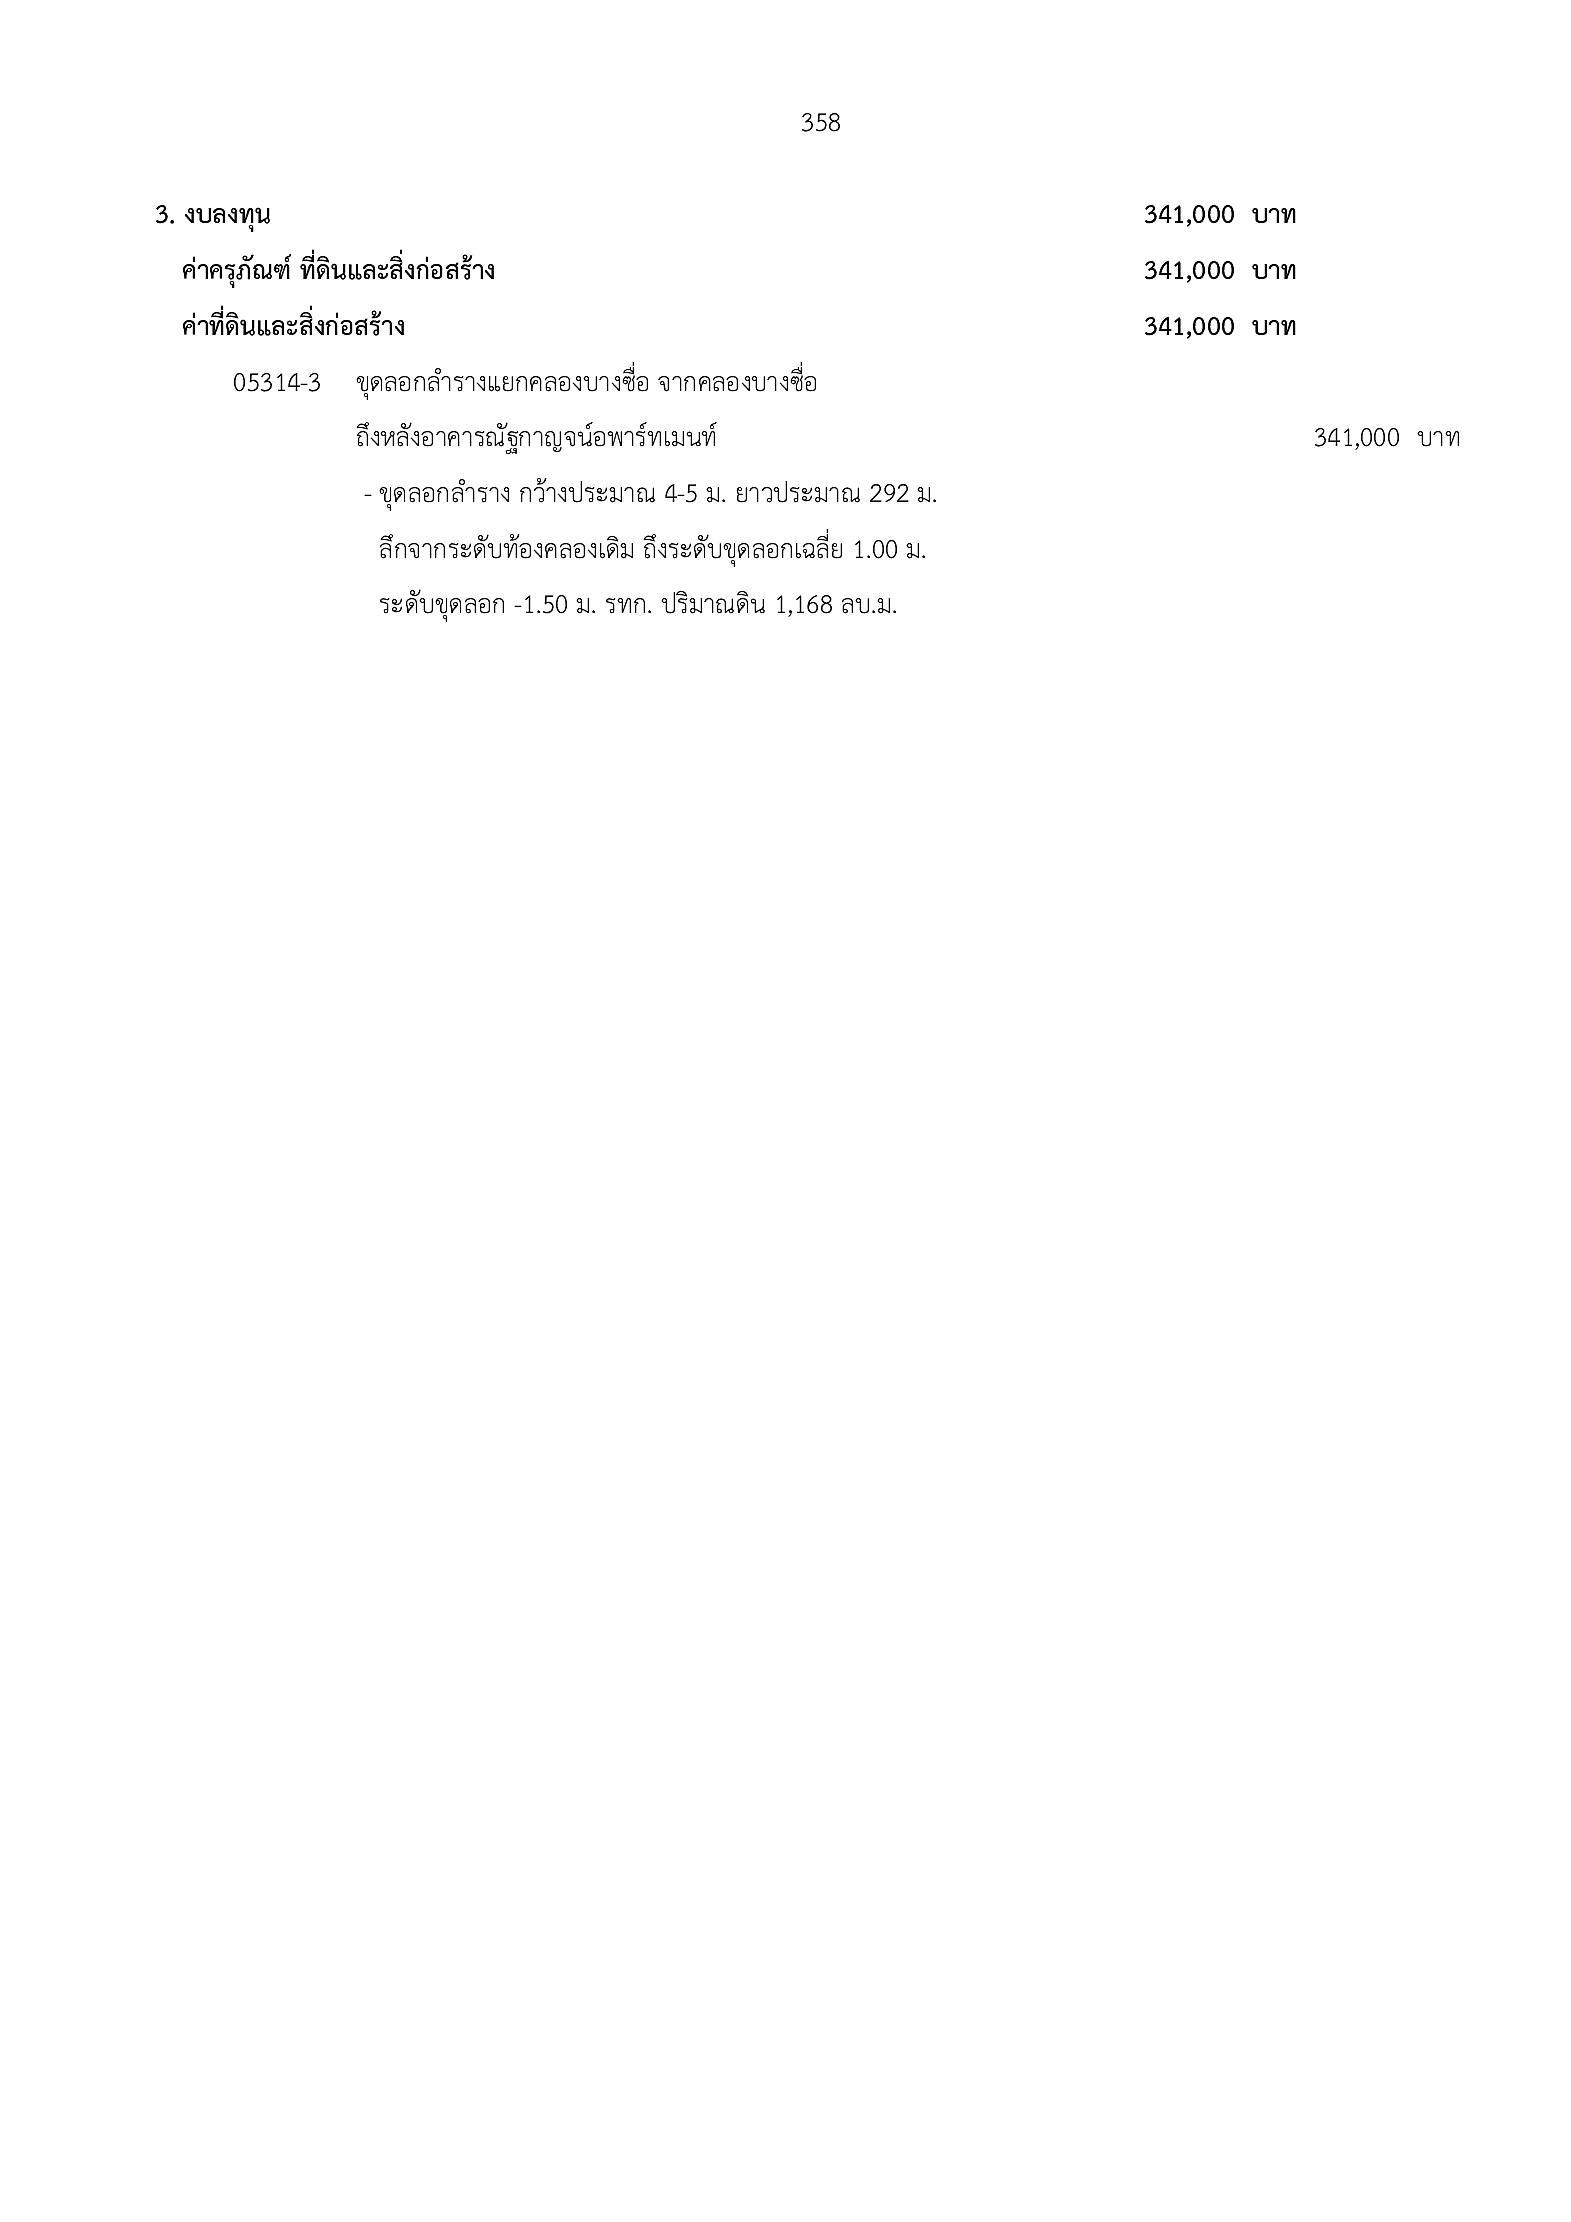 358
3. งบลงทุน 341,000 บาท
ค่าครุภัณฑ์ ที่ดินและสิ่งก่อสร้าง 341,000 บาท
ค่าที่ดินและสิ่งก่อสร้าง 341,000 บาท
05314-3 ขุดลอกลำรางแยกคลองบางซื่อ จากคลองบางซื่อ
ถึงหลังอาคารณัฐกาญจน์อพาร์ทเมนท์ 341,000 บาท
- ขุดลอกลำราง กว้างประมาณ 4-5 ม. ยาวประมาณ 292 ม.
ลึกจากระดับท้องคลองเดิม ถึงระดับขุดลอกเฉลี่ย 1.00 ม.
ระดับขุดลอก -1.50 ม. รทก. ปริมาณดิน 1,168 ลบ.ม.